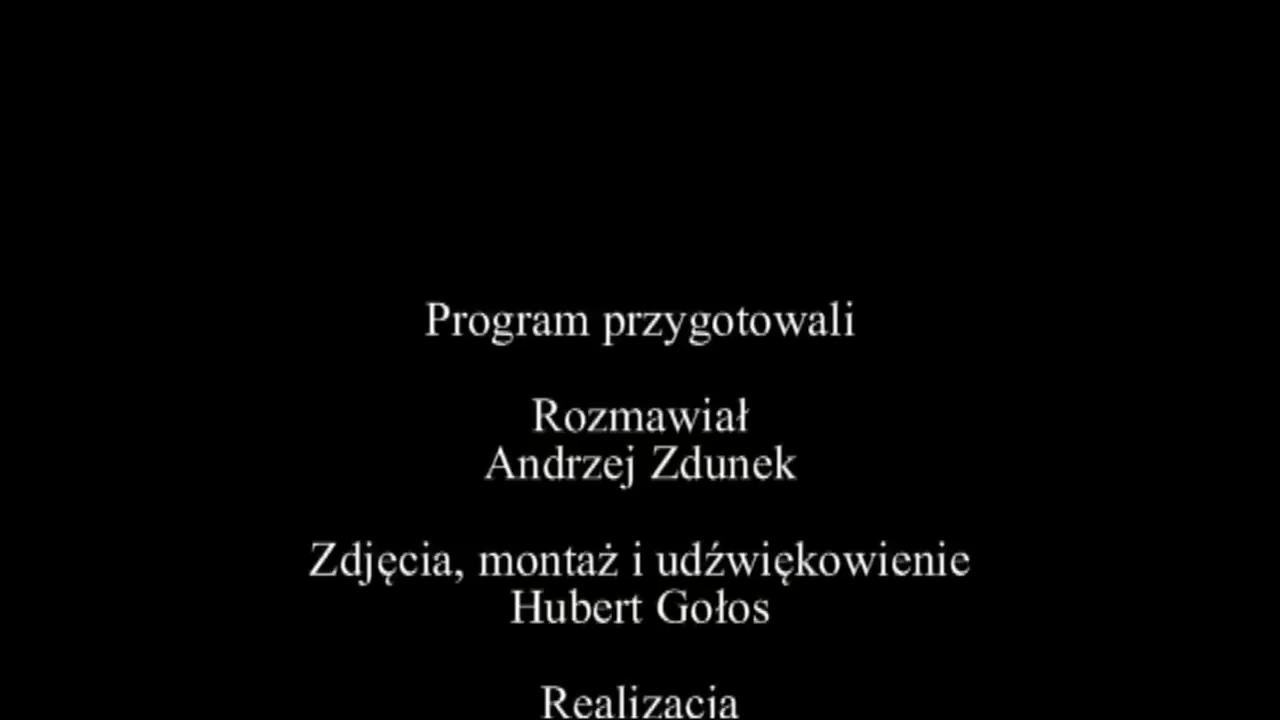 Program przygotowali
Rozmawiał
Andrzej Zdunek
Zdjęcia, montaż i udźwiękowienie
Hubert Gołos
Realizacja